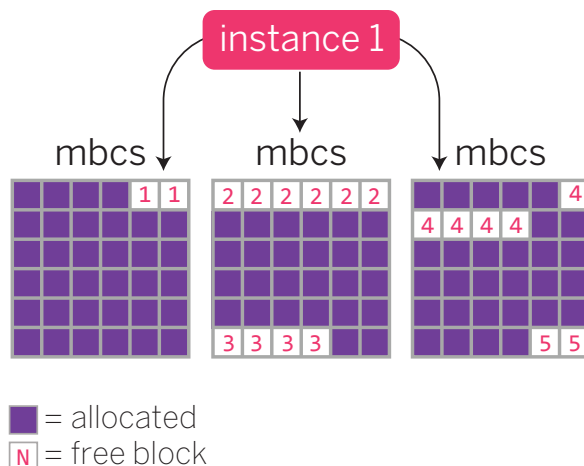 instance 1
mbcs mbcs mbcs
1 1 2 2 2 2 2 2 4
4 4 4 4
3 3 3 3 5 5
= allocated
N = free block